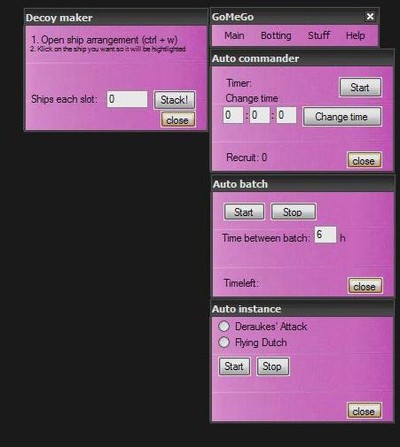 Decoy maker
1. Open ship arrangement (ctrl + w)
2. Klick on the ship you want so it will be hightlighted
Ships each slot: 0 Stack!
close
GoMeGo x
Main Botting Stuff Help
Auto commander
Timer: Start
Change time
0 : 0 : 0 Change time
Recruit: 0 close
Auto batch
Start Stop
Time between batch: 6 h
Timeleft: close
Auto instance
Deraukes' Attack
Flying Dutch
Start Stop
close